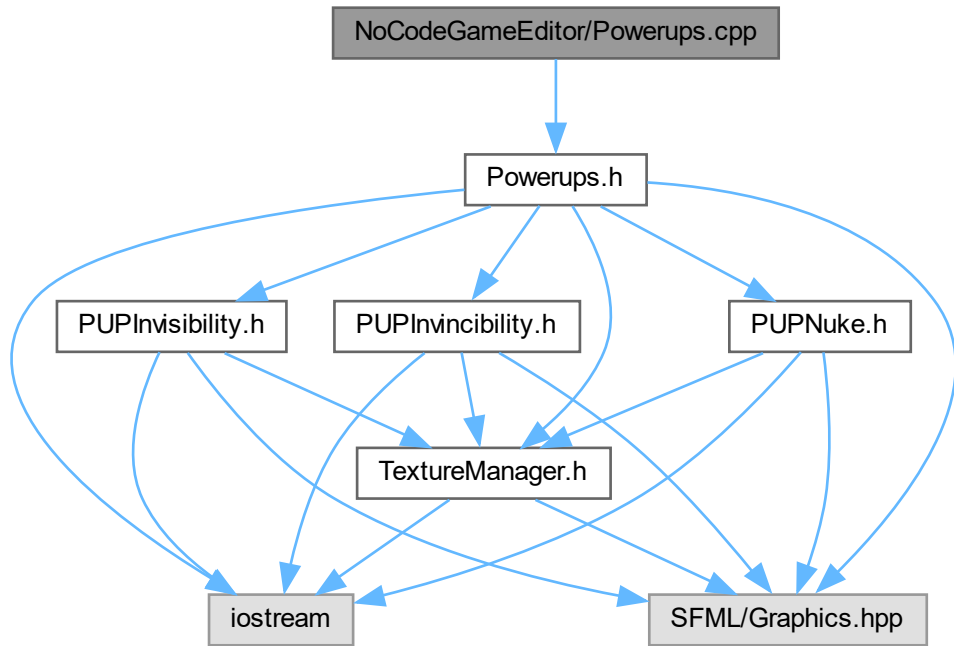 NoCodeGameEditor/Powerups.cpp
Powerups.h
PUPInvisibility.h
PUPInvincibility.h
PUPNuke.h
TextureManager.h
iostream
SFML/Graphics.hpp